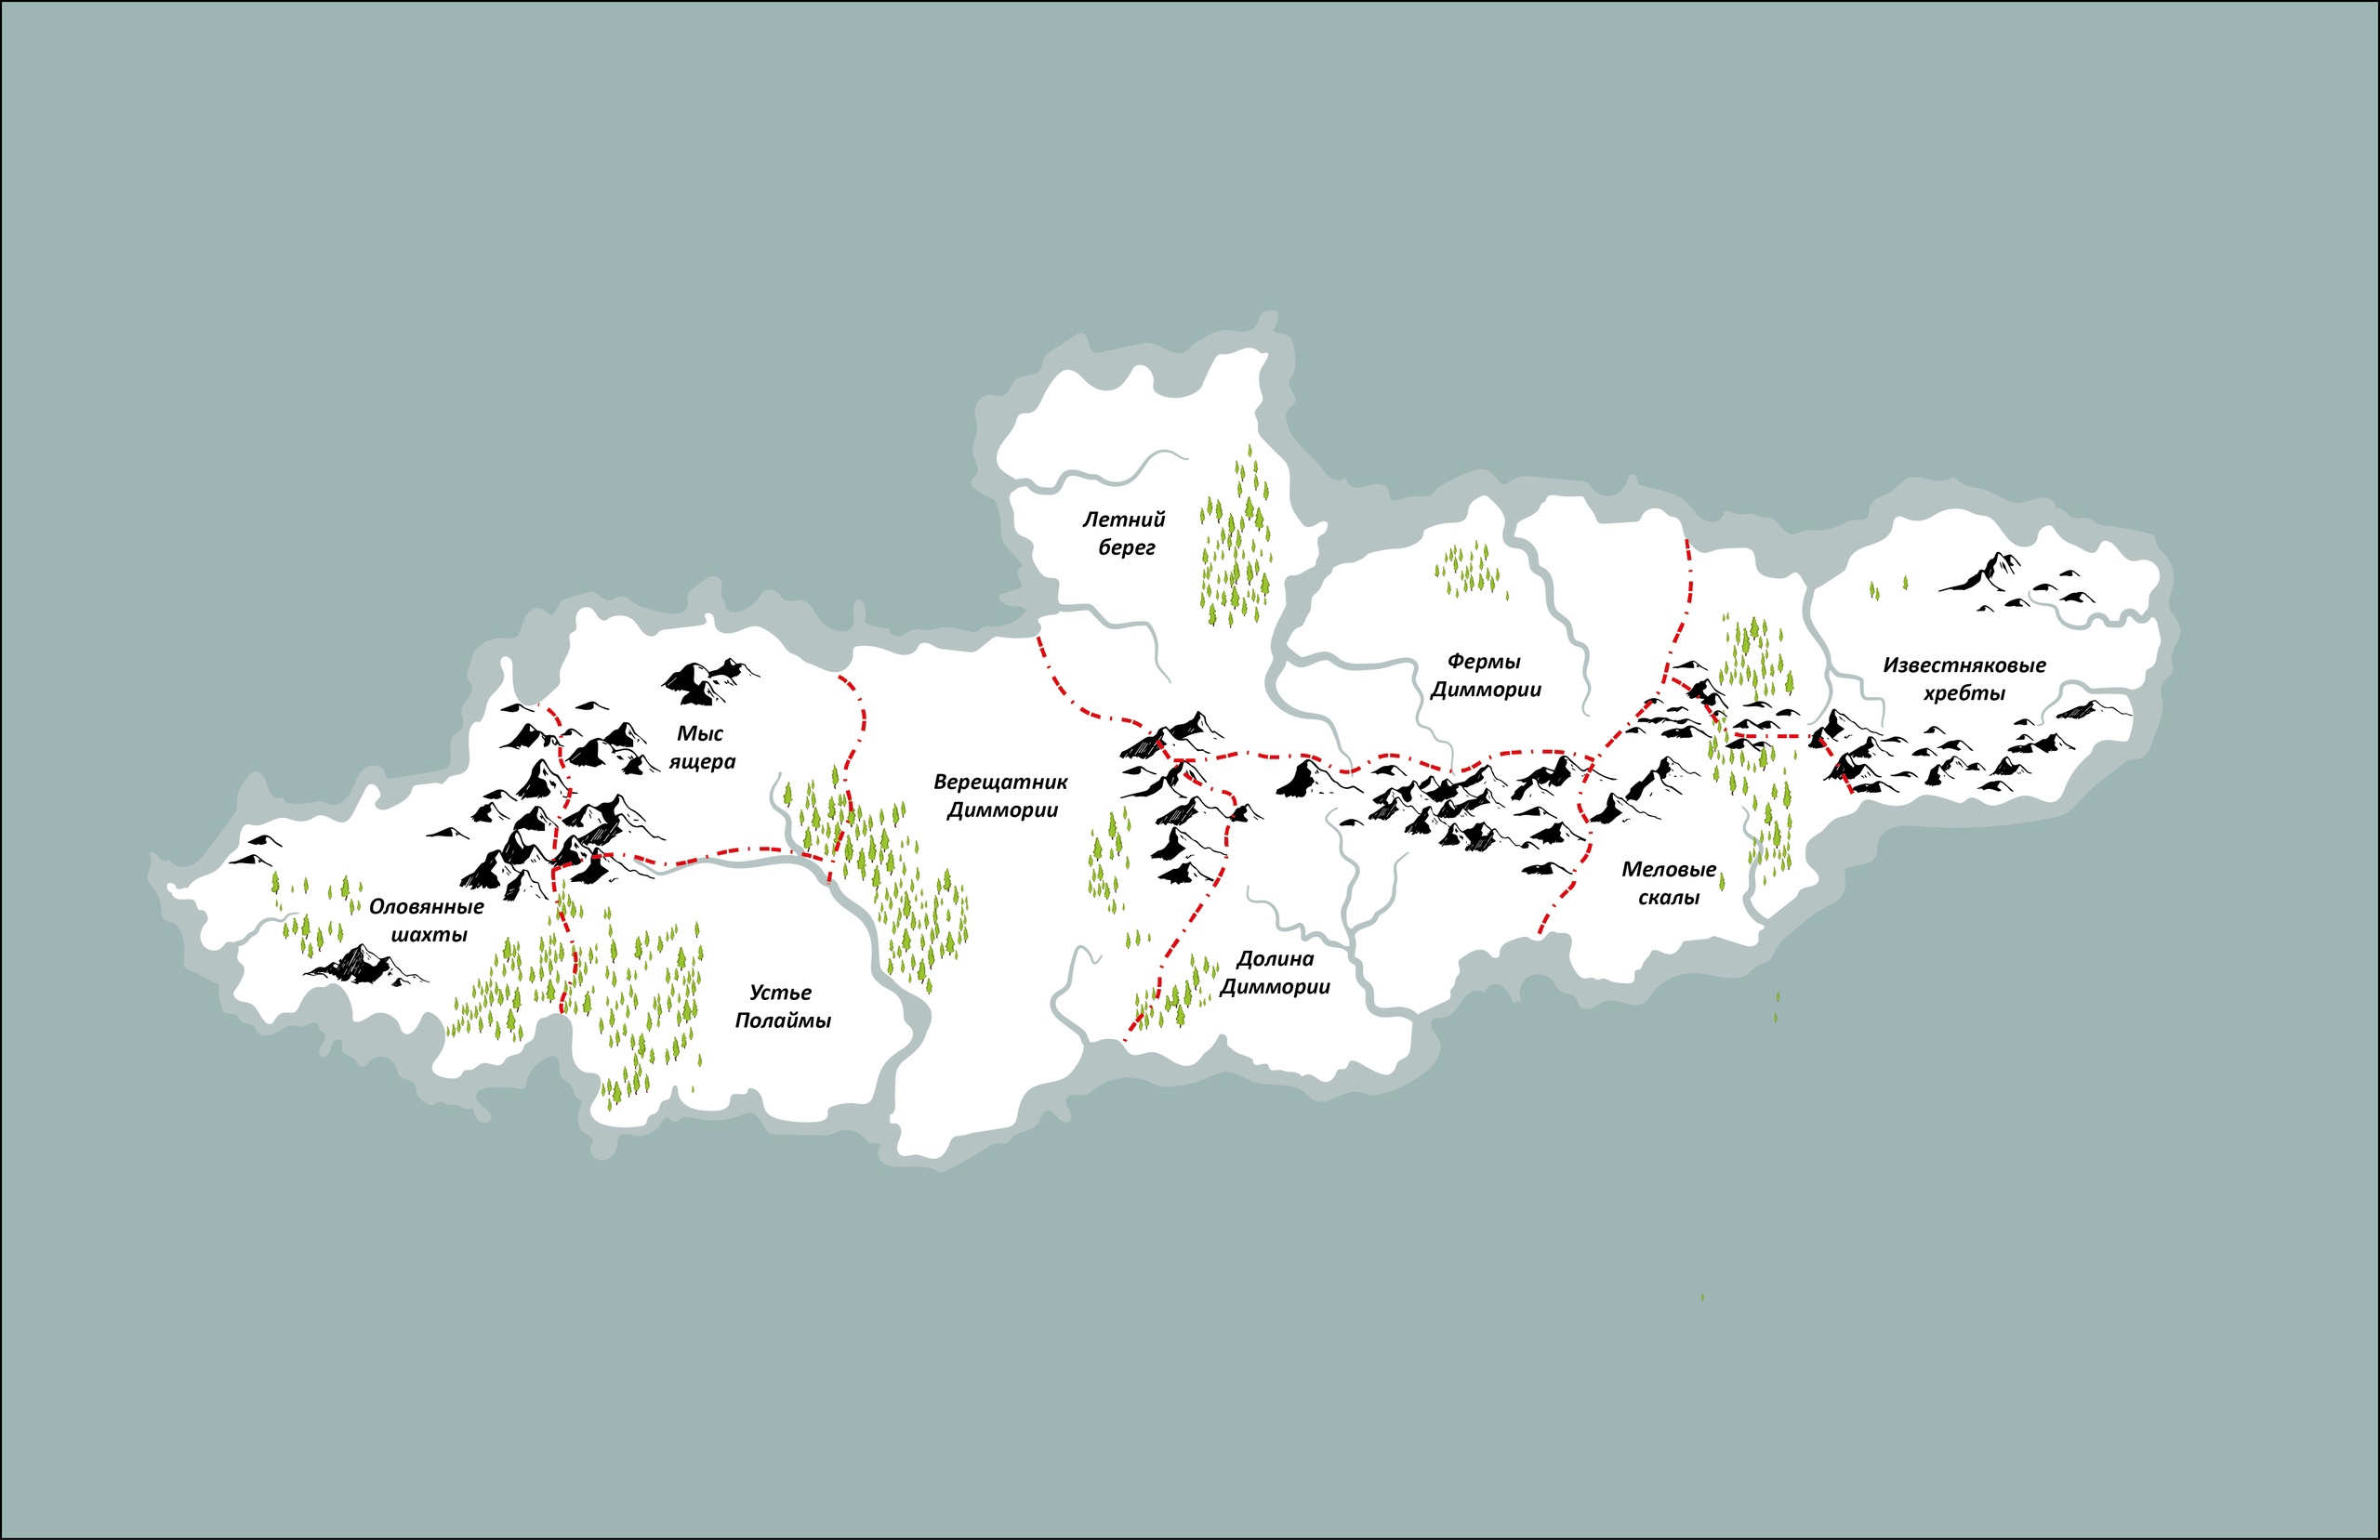 Летний
берег
Фермы
Диммории
Известняковые
хребты
Мыс
ящера
Верещатник
Диммории
Меловые
скалы
Оловянные
шахты
Долина
Диммории
Устье
Полаймы